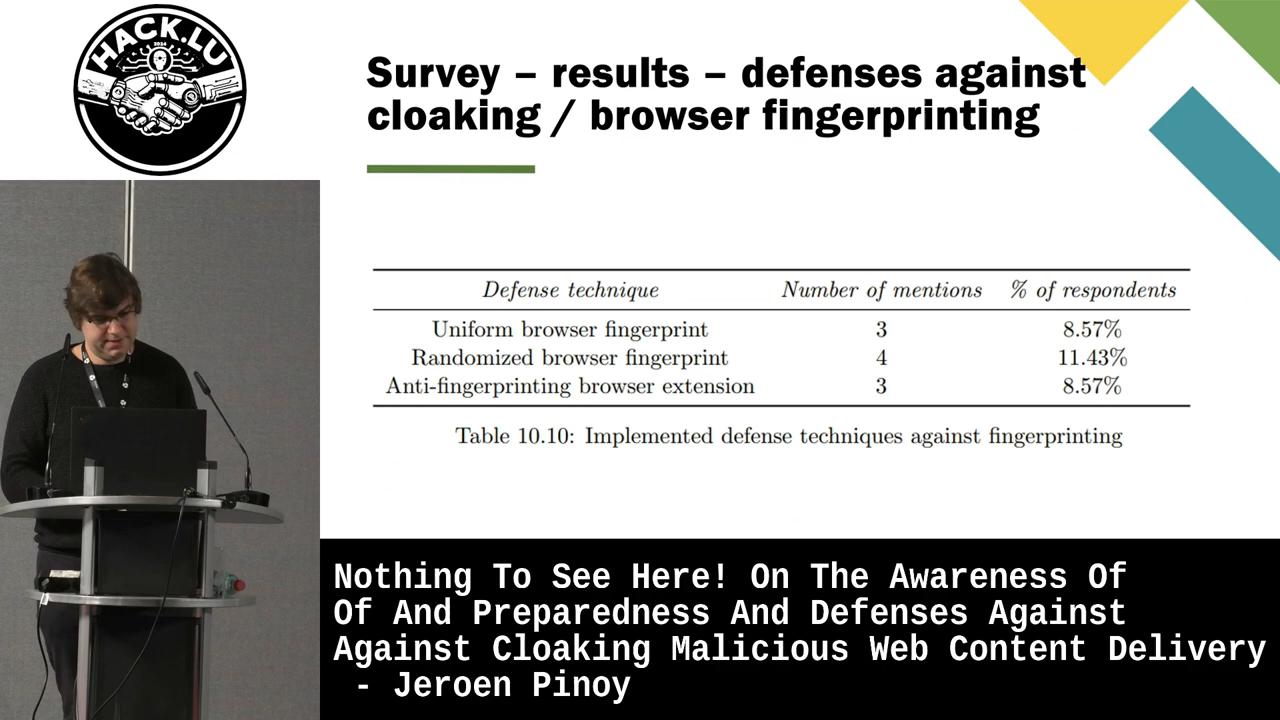 HACK.LU
2024
Survey – results – defenses against
cloaking / browser fingerprinting
Defense technique Number of mentions % of respondents
Uniform browser fingerprint 3 8.57%
Randomized browser fingerprint 4 11.43%
Anti-fingerprinting browser extension 3 8.57%
Table 10.10: Implemented defense techniques against fingerprinting
Nothing To See Here! On The Awareness Of
Of And Preparedness And Defenses Against
Against Cloaking Malicious Web Content Delivery
- Jeroen Pinoy